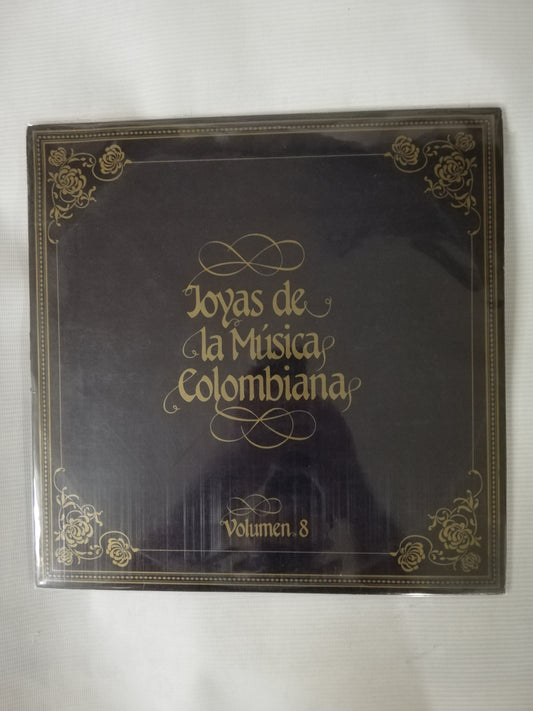 Joyas de
la Música
Colombiana
Volumen 8